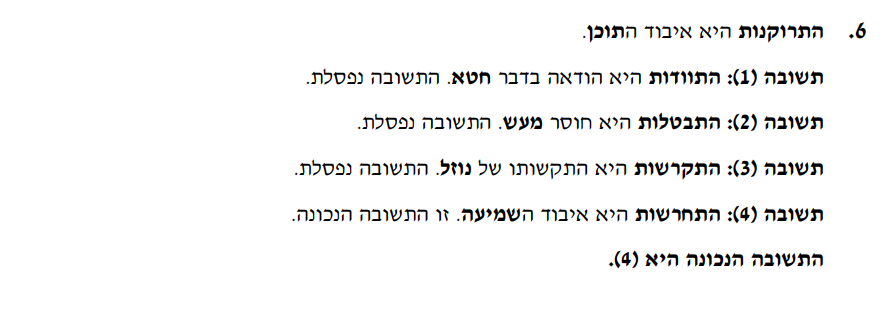 6. התרוקנות היא איבוד התוכן.
תשובה (1): התוודות היא הודאה בדבר חטא. התשובה נפסלת.
תשובה (2): התבטלות היא חוסר מעש. התשובה נפסלת.
תשובה (3): התקרשות היא התקשותו של נוזל. התשובה נפסלת.
תשובה (4): התחרשות היא איבוד השמיעה. זו התשובה הנכונה.
התשובה הנכונה היא (4).